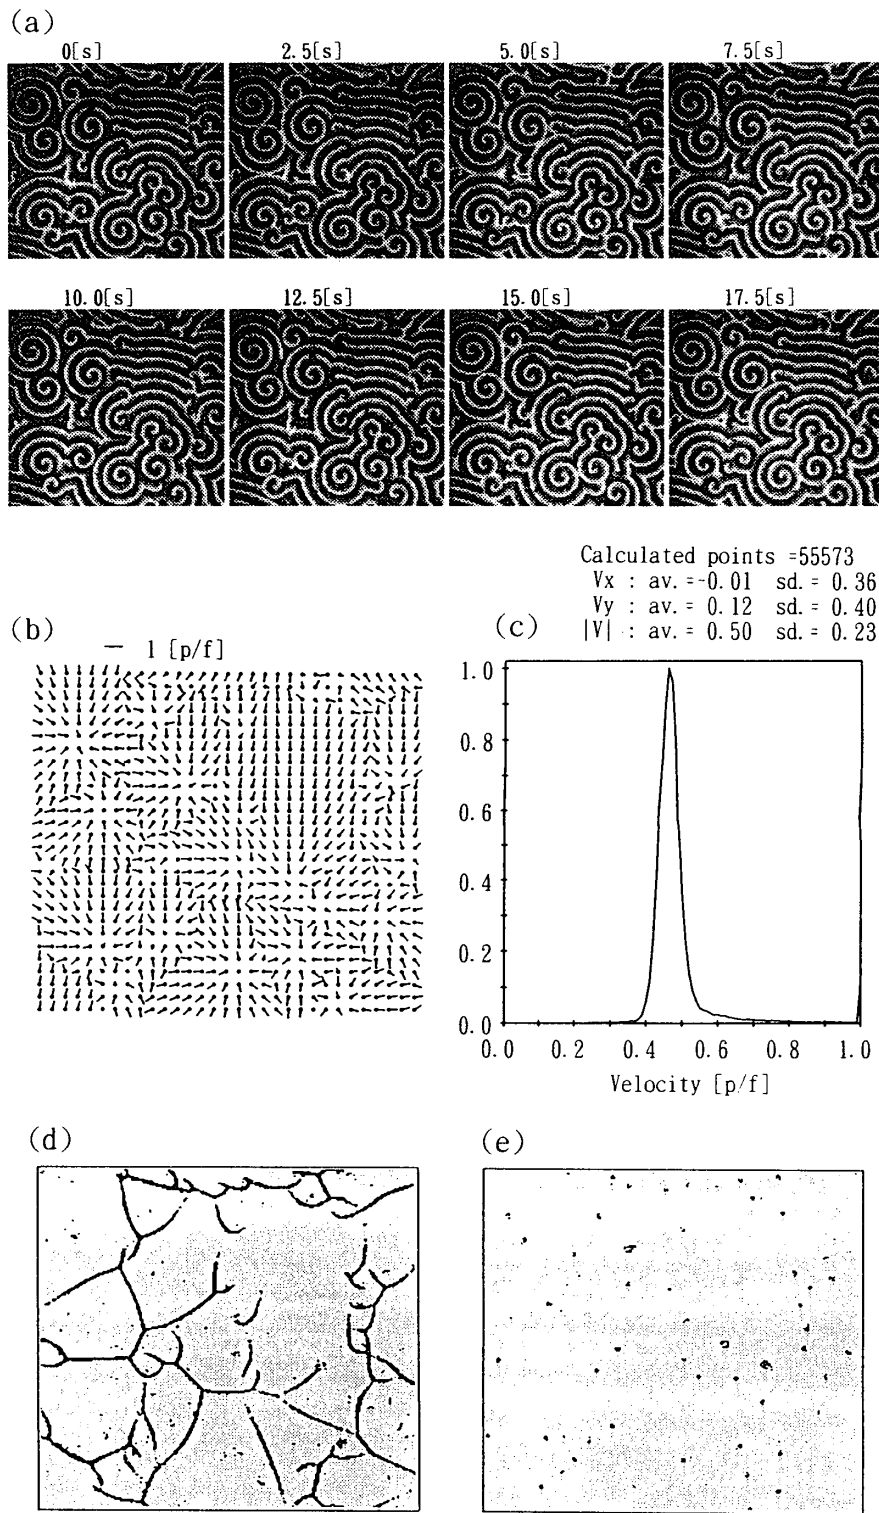 (a)
0[s] 2.5[s] 5.0[s] 7.5[s]
10.0[s] 12.5[s] 15.0[s] 17.5[s]
Calculated points =55573
Vx : av.=-0.01 sd.= 0.36
Vy : av.= 0.12 sd.= 0.40
|V| : av.= 0.50 sd.= 0.23
(b)
— 1 [p/f]
(c)
1.0
0.8
0.6
0.4
0.2
0.0
0.0 0.2 0.4 0.6 0.8 1.0
Velocity [p/f]
(d)
(e)